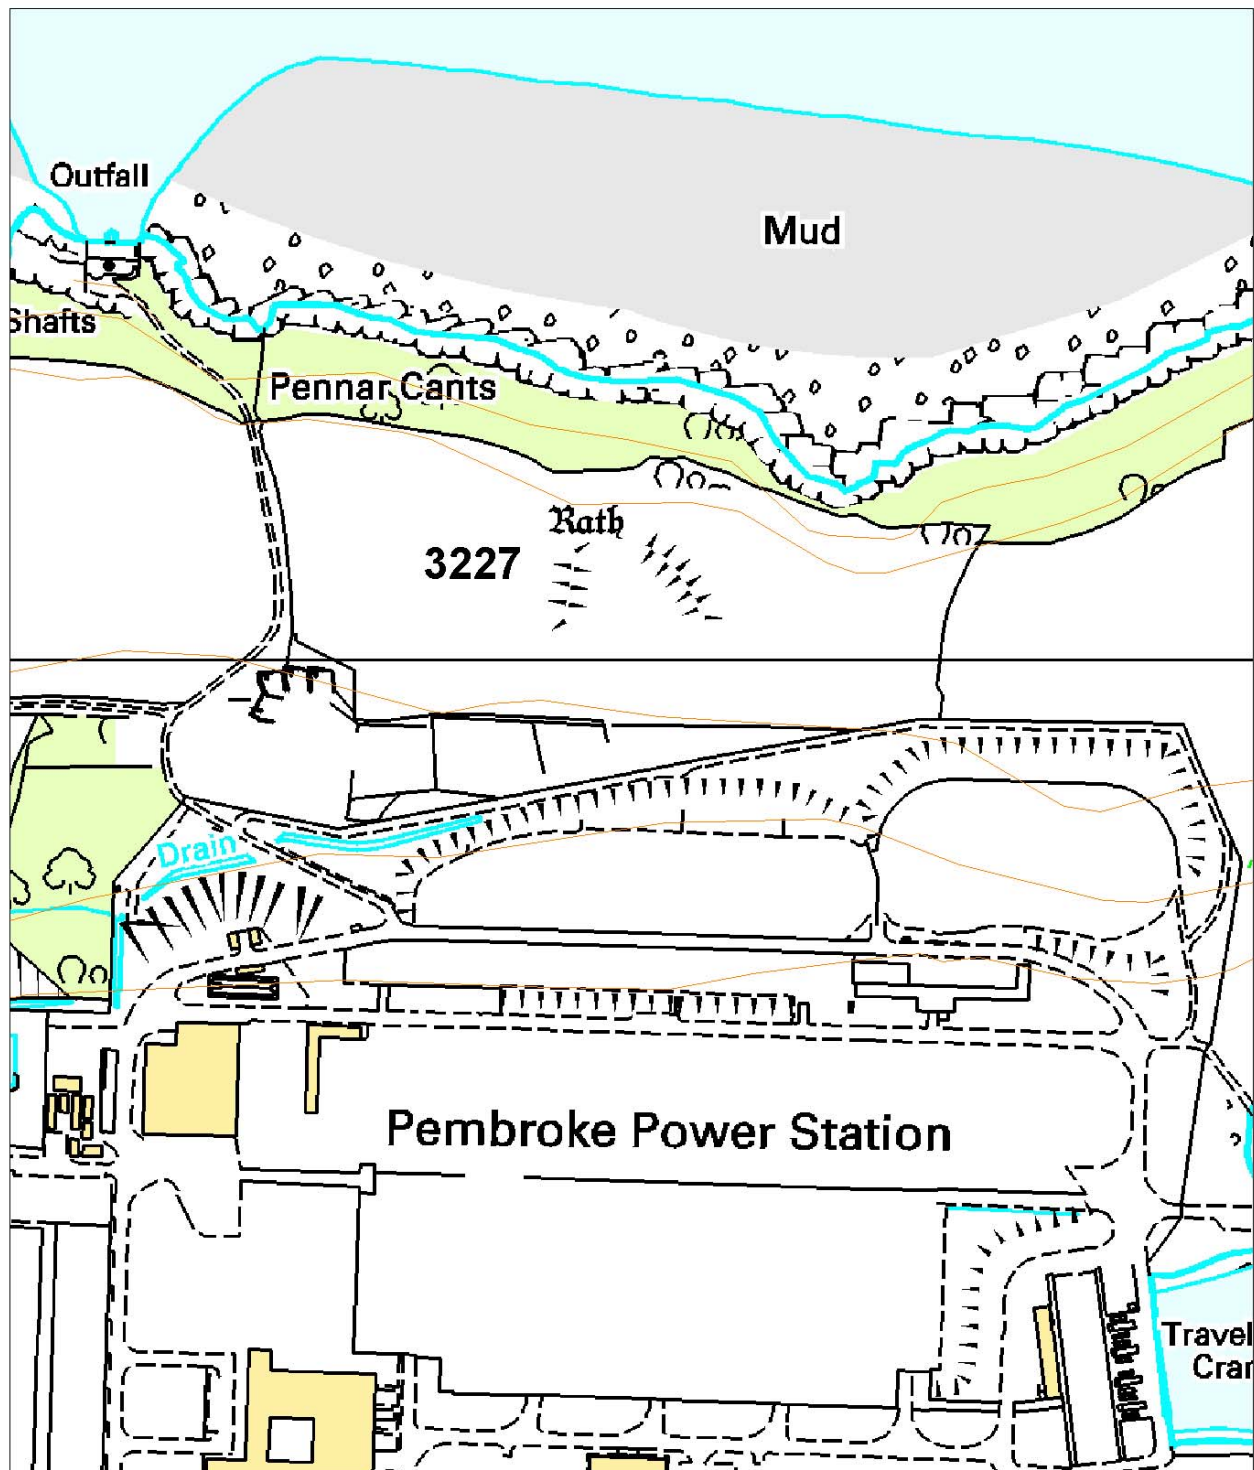 Outfall
Mud
Shafts
Pennar Cants
Rath
3227
Drain
Pembroke Power Station
Travel
Cran